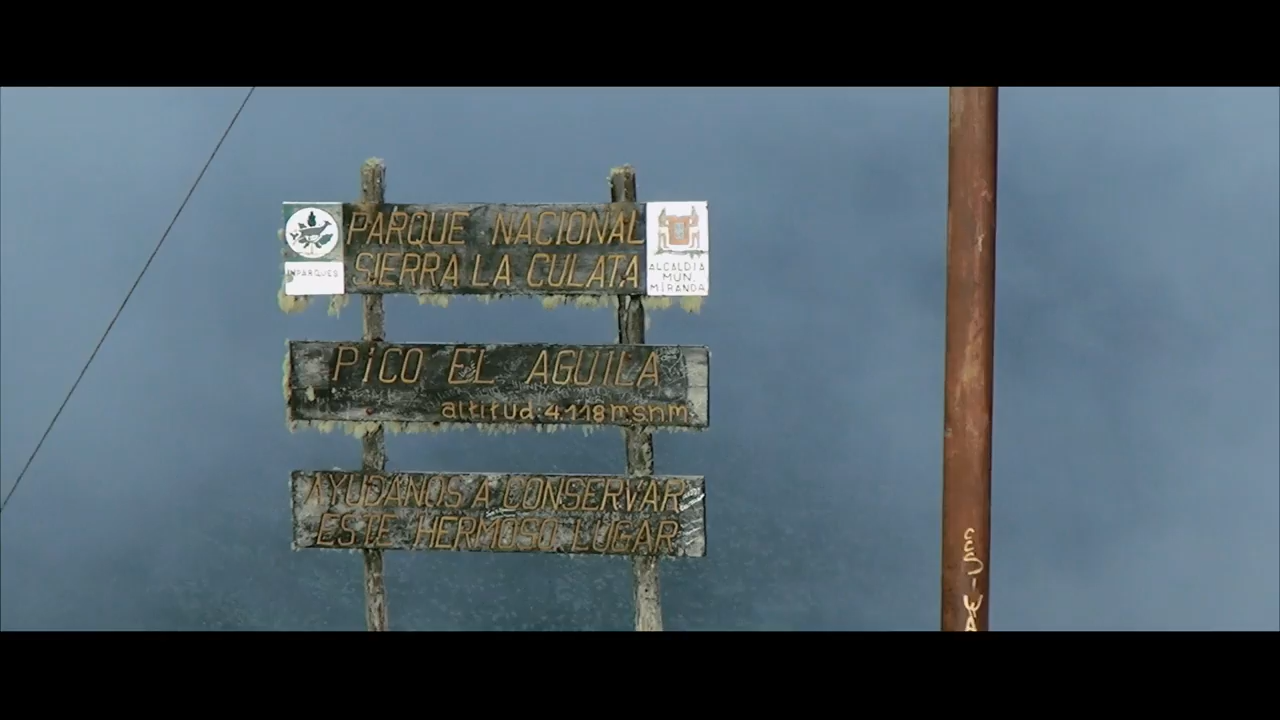 PARQUE NACIONAL
SIERRA LA CULATA
INPARQUES
ALCALDIA
MUN.
MIRANDA
PiCO EL AGUILA
altitud: 4.118 msnm
AYUDANOS A CONSERVAR
ESTE HERMOSO LUGAR